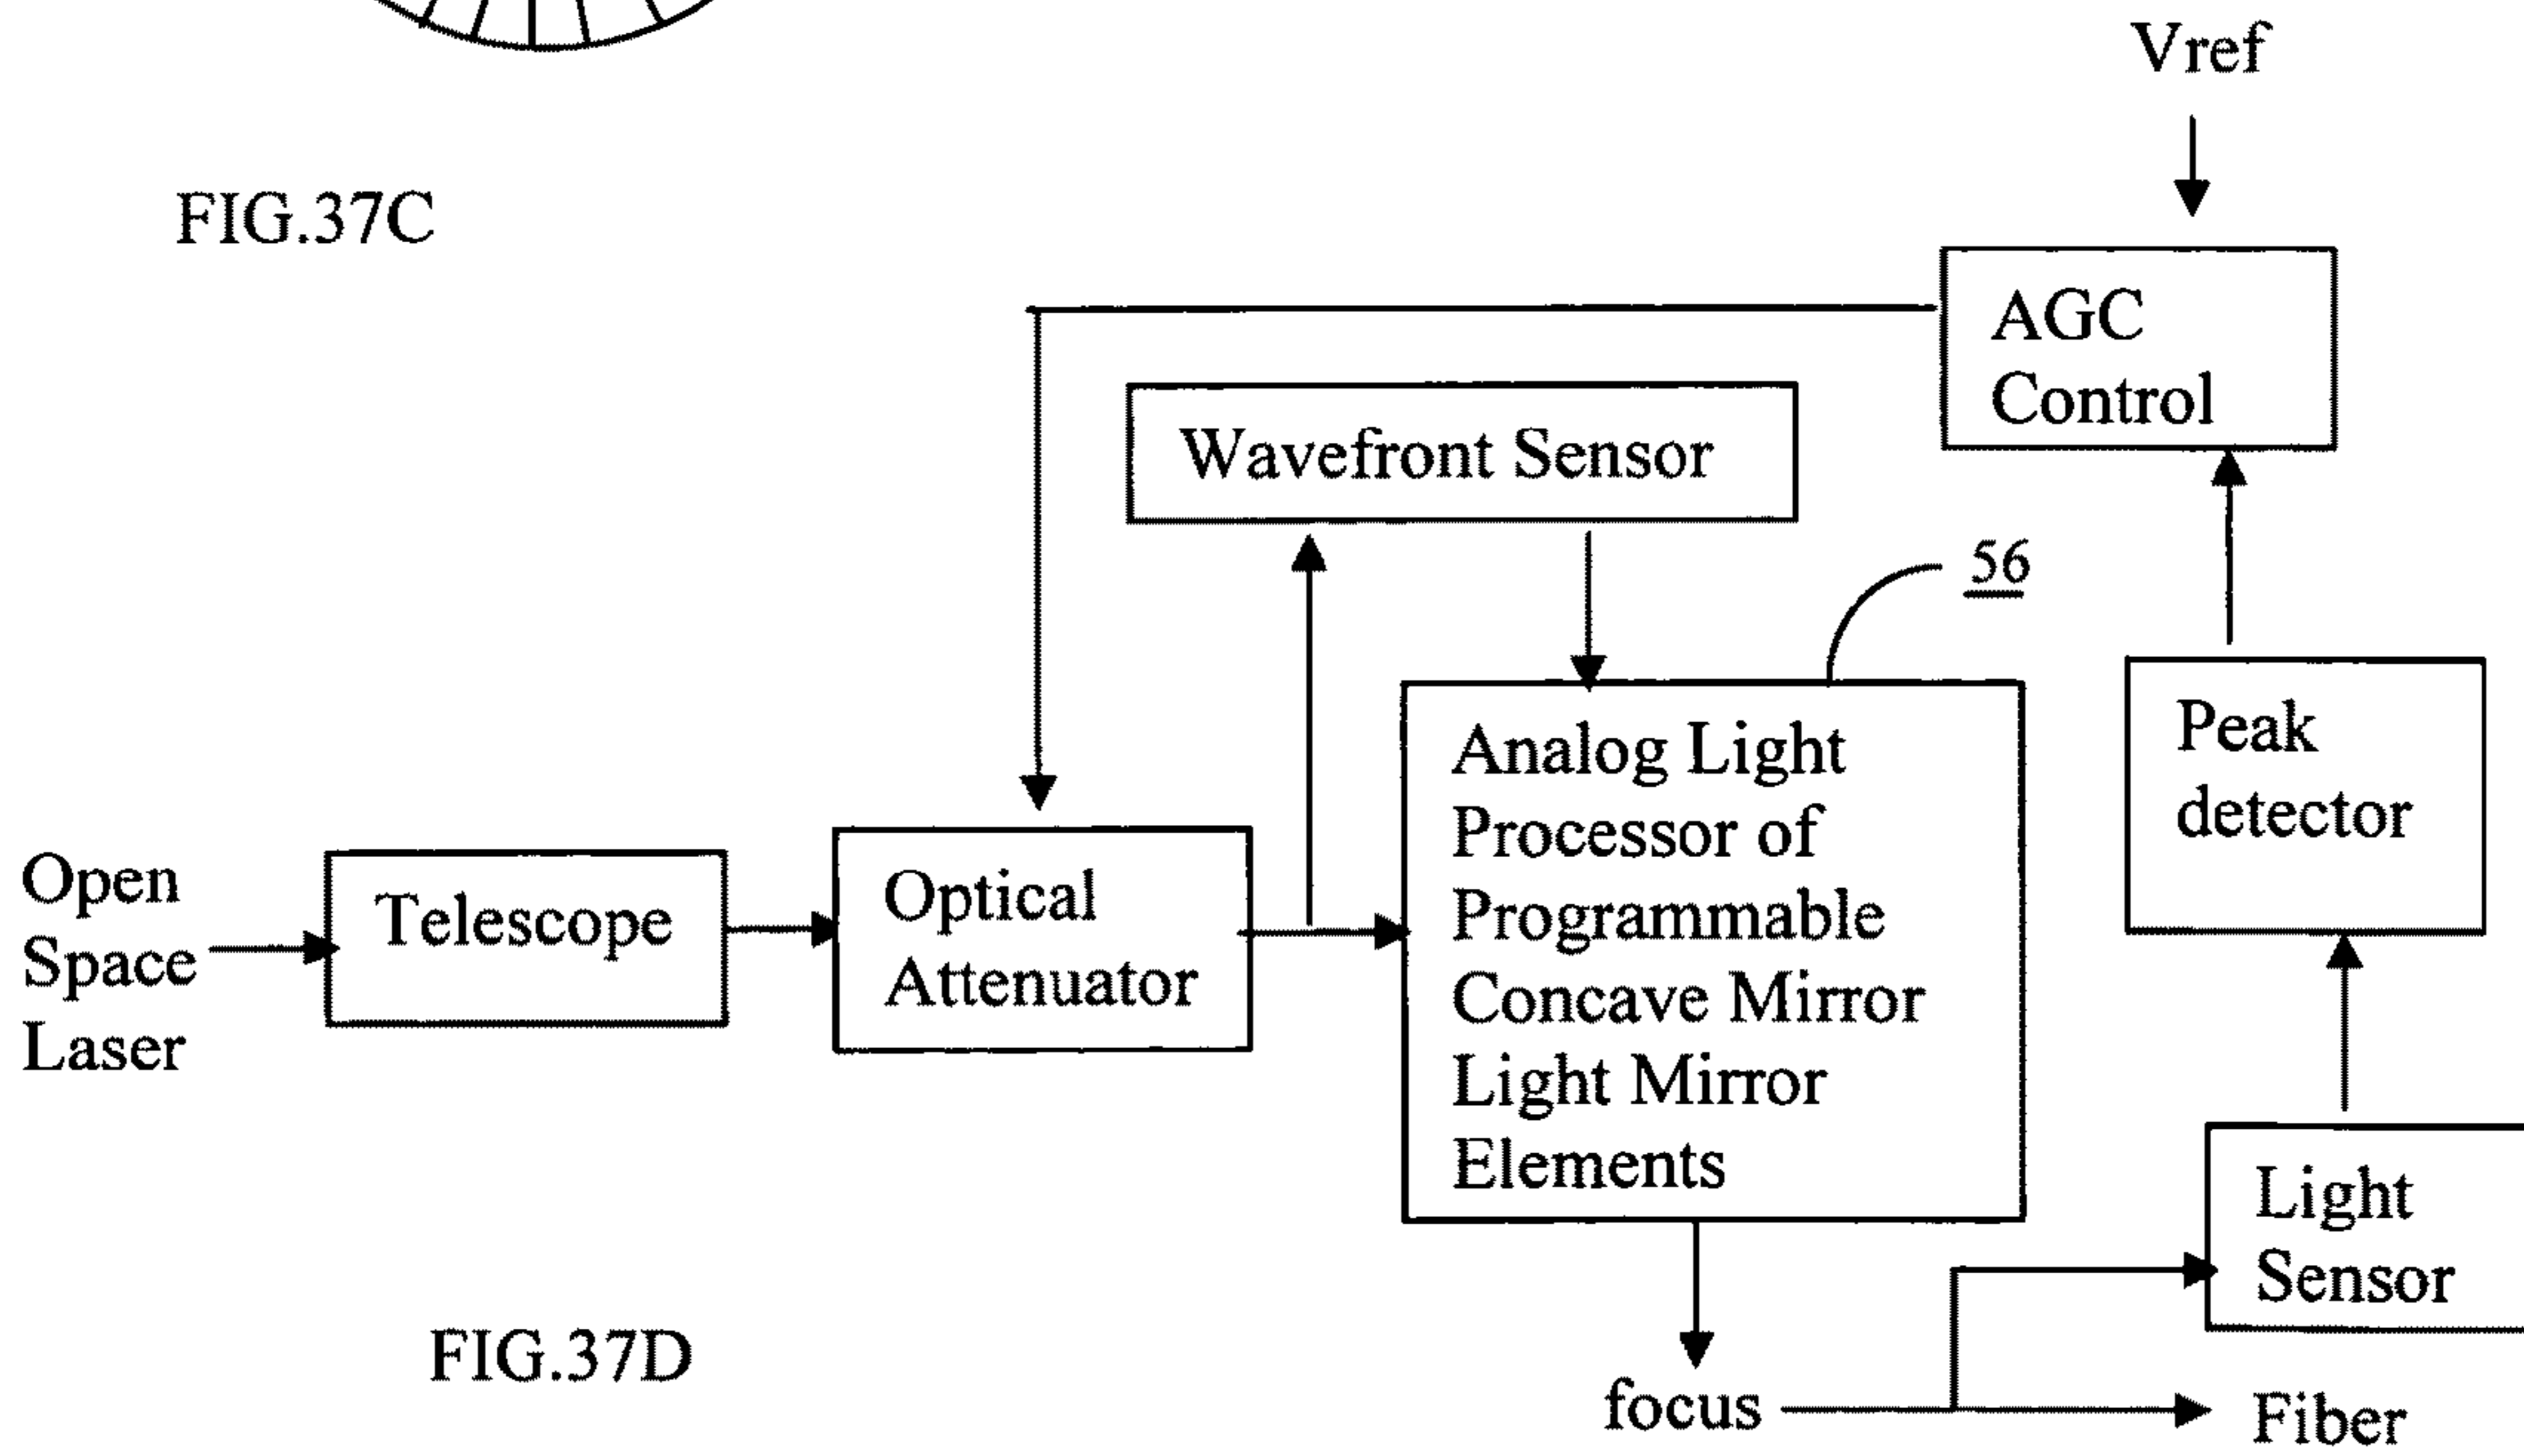 Vref
FIG.37C
AGC
Control
Wavefront Sensor
56
Analog Light
Processor of
Programmable
Concave Mirror
Light Mirror
Elements
Peak
detector
Open
Space
Laser
Telescope
Optical
Attenuator
Light
Sensor
FIG.37D
focus
Fiber